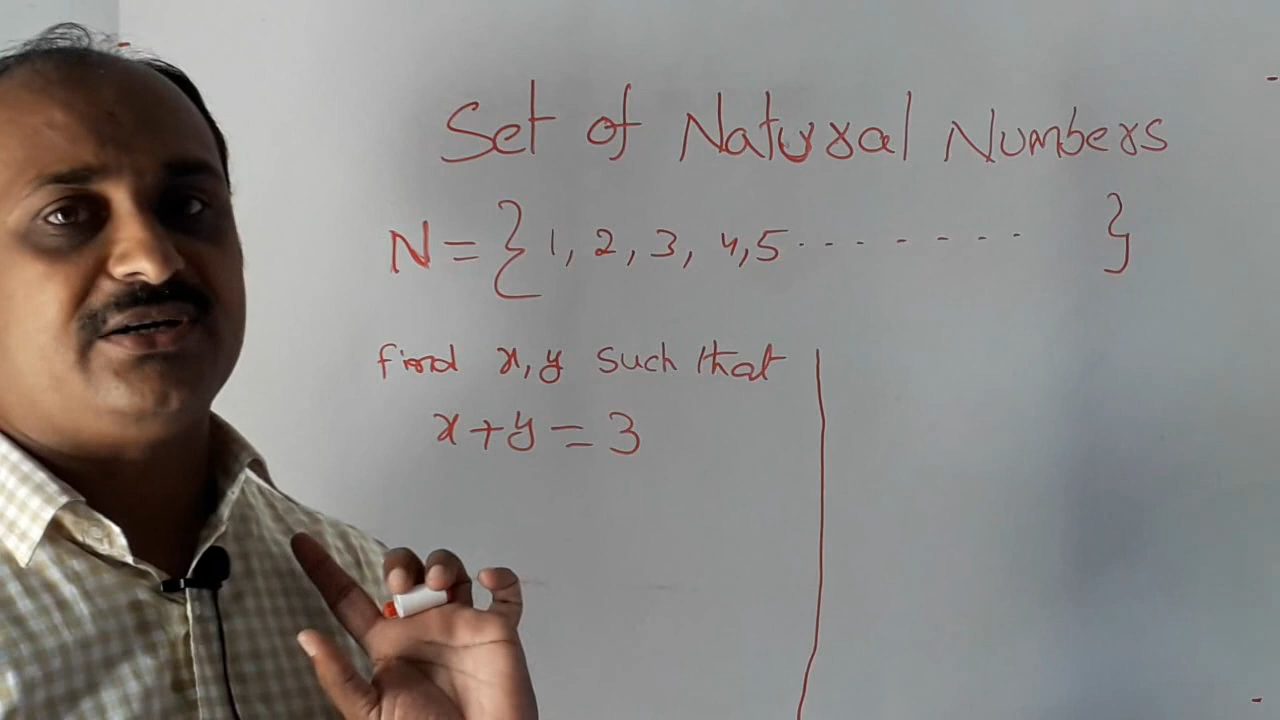 Set of Natural Numbers
N = { 1, 2, 3, 4, 5 - - - - - - - - }
find x, y such that
x + y = 3